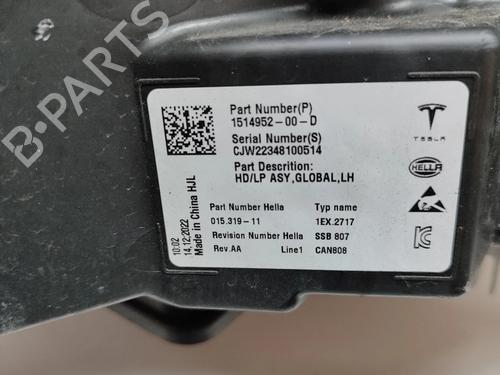 Part Number(P)
1514952-00-D
Serial Number(S)
CJW22348100514
Part Descrition:
HD/LP ASY,GLOBAL,LH
TESLA
HELLA
Part Number Hella Typ name
015.319-11 1EX.2717
Revision Number Hella SSB 807
Rev.AA Line1 CAN808
10:02
14.12.2022
Made in China HJL
B-PARTS